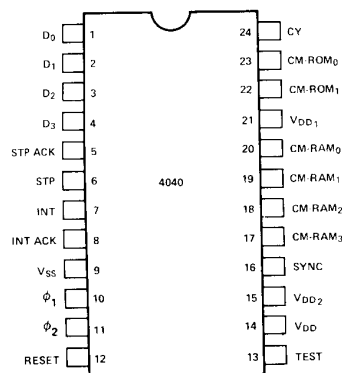 D0 1 24 CY
D1 2 23 CM-ROM0
D2 3 22 CM-ROM1
D3 4 21 VDD1
STP ACK 5 20 CM-RAM0
STP 6 4040 19 CM-RAM1
INT 7 18 CM-RAM2
INT ACK 8 17 CM-RAM3
VSS 9 16 SYNC
ϕ1 10 15 VDD2
ϕ2 11 14 VDD
RESET 12 13 TEST